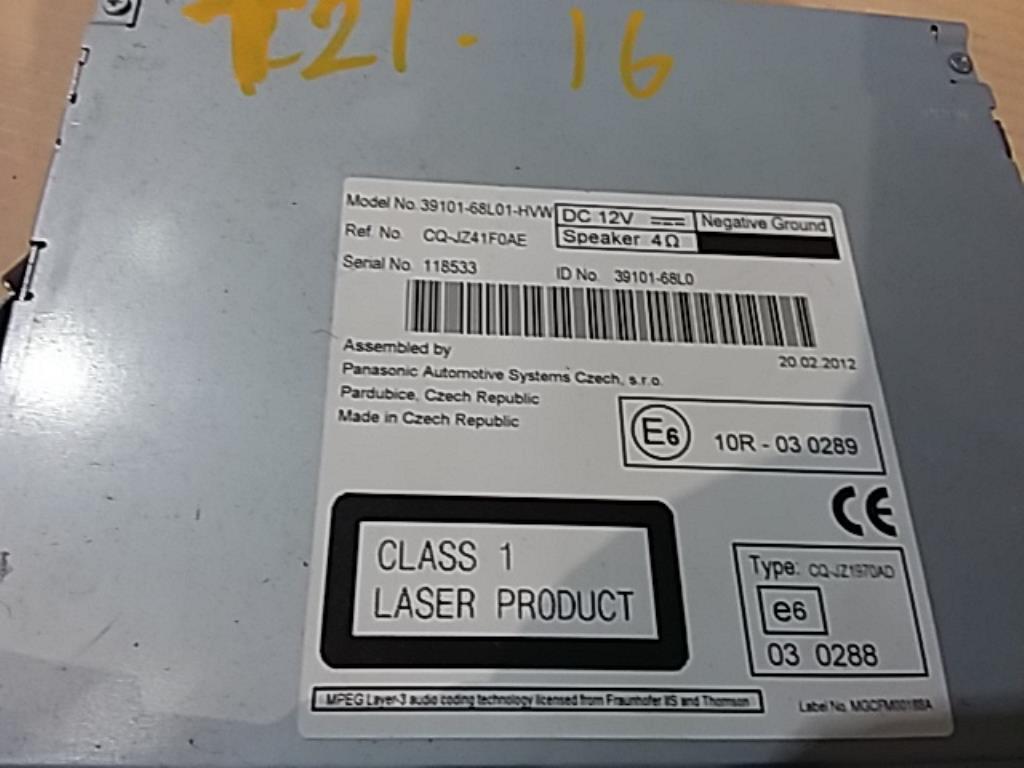 E21. 16
Model No. 39101-68L01-HVW
DC 12V
Negative Ground
Ref. No. CQ-JZ41F0AE
Speaker 4Ω
Serial No. 118533
ID No. 39101-68L0
Assembled by
20.02.2012
Panasonic Automotive Systems Czech, s.r.o.
Pardubice, Czech Republic
Made in Czech Republic
E6 10R - 03 0289
CE
CLASS 1
LASER PRODUCT
Type: CQ-JZ1970AD
e6
03 0288
MPEG Layer-3 audio coding technology licensed from Fraunhofer IIS and Thomson
Label No.